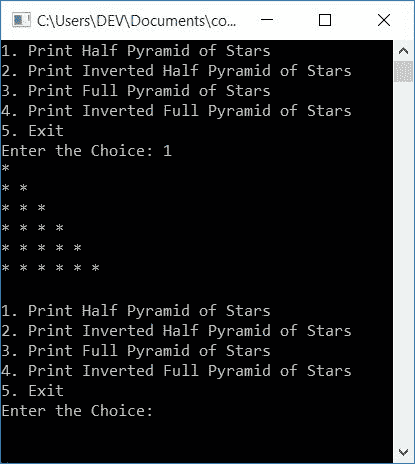 C:\Users\DEV\Documents\co...
1. Print Half Pyramid of Stars
2. Print Inverted Half Pyramid of Stars
3. Print Full Pyramid of Stars
4. Print Inverted Full Pyramid of Stars
5. Exit
Enter the Choice: 1
*
* *
* * *
* * * *
* * * * *
* * * * * *
1. Print Half Pyramid of Stars
2. Print Inverted Half Pyramid of Stars
3. Print Full Pyramid of Stars
4. Print Inverted Full Pyramid of Stars
5. Exit
Enter the Choice: